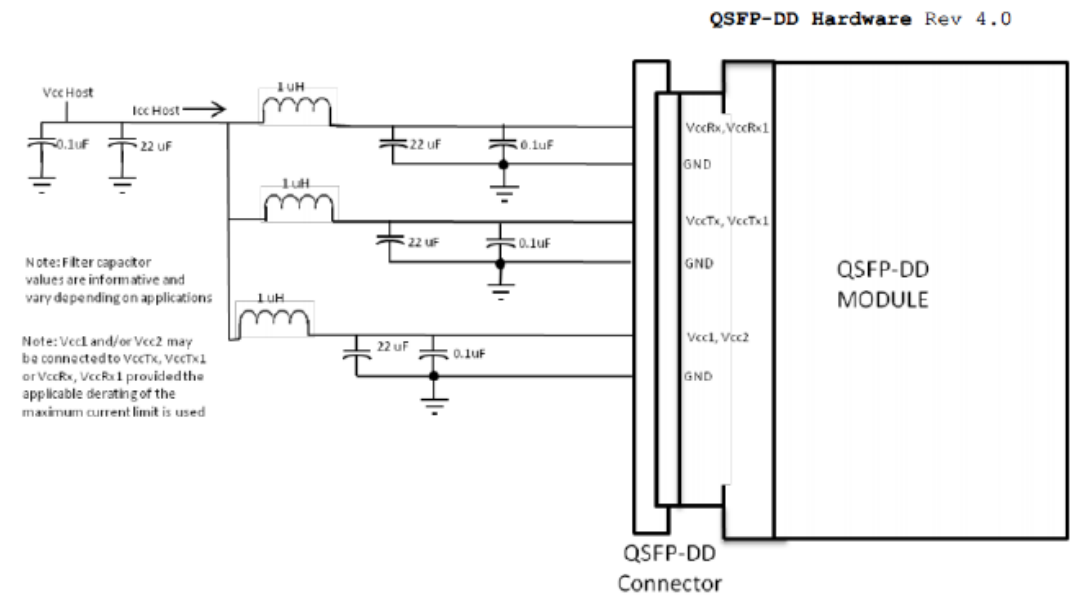 QSFP-DD Hardware Rev 4.0
Vcc Host
Icc Host
0.1uF
22 uF
1 uH
22 uF
0.1uF
VccRx, VccRx1
GND
1 uH
22 uF
0.1uF
VccTx, VccTx1
GND
Note: Filter capacitor
values are informative and
vary depending on applications
1 uH
22 uF
0.1uF
Vcc1, Vcc2
GND
Note: Vcc1 and/or Vcc2 may
be connected to VccTx, VccTx1
or VccRx, VccRx1 provided the
applicable derating of the
maximum current limit is used
QSFP-DD
MODULE
QSFP-DD
Connector